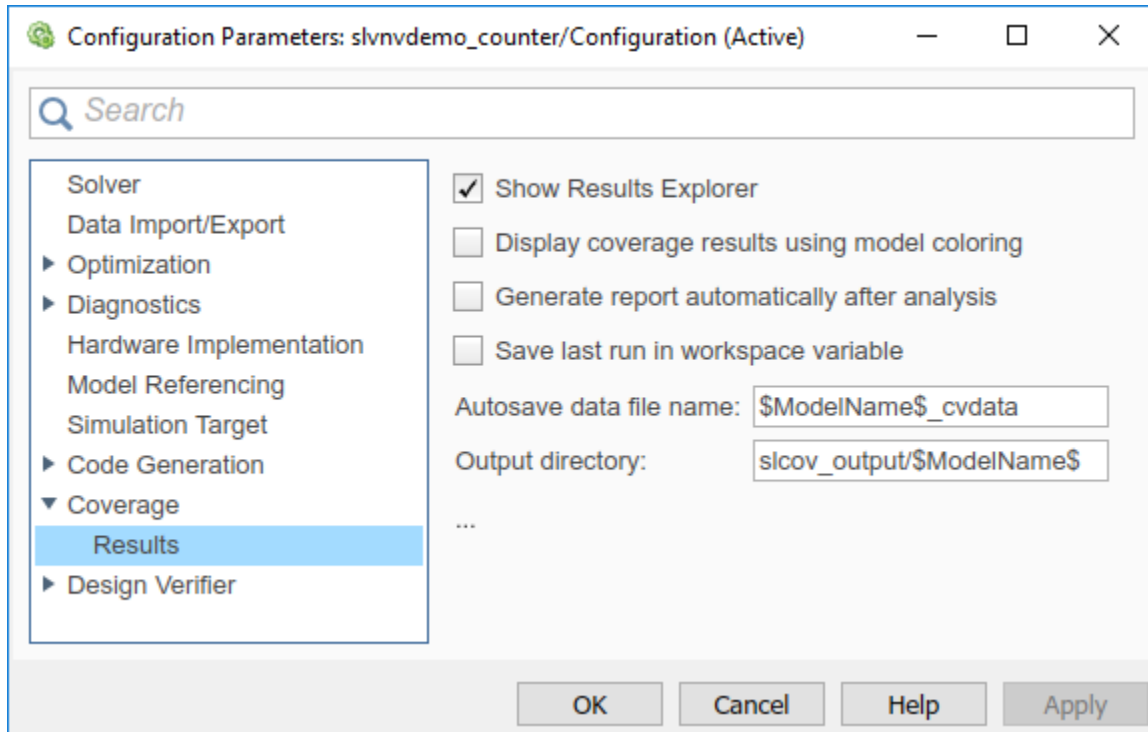 Configuration Parameters: slvnvdemo_counter/Configuration (Active)
Search
Solver
Data Import/Export
Optimization
Diagnostics
Hardware Implementation
Model Referencing
Simulation Target
Code Generation
Coverage
Results
Design Verifier
Show Results Explorer
Display coverage results using model coloring
Generate report automatically after analysis
Save last run in workspace variable
Autosave data file name: $ModelName$_cvdata
Output directory: slcov_output/$ModelName$
...
OK Cancel Help Apply